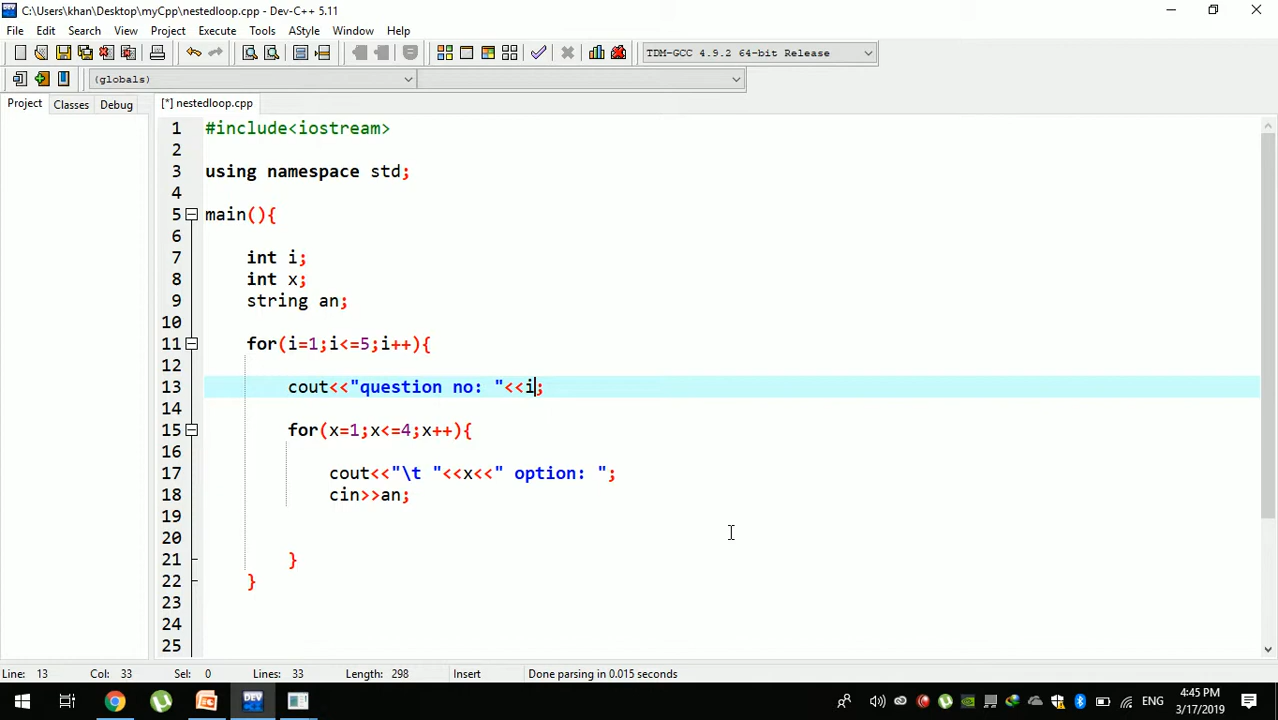 C:\Users\khan\Desktop\myCpp\nestedloop.cpp - Dev-C++ 5.11
File Edit Search View Project Execute Tools AStyle Window Help
TDM-GCC 4.9.2 64-bit Release
(globals)
Project Classes Debug [*] nestedloop.cpp
1 #include<iostream>
2
3 using namespace std;
4
5 main(){
6
7 int i;
8 int x;
9 string an;
10
11 for(i=1;i<=5;i++){
12
13 cout<<"question no: "<<i;
14
15 for(x=1;x<=4;x++){
16
17 cout<<"\t "<<x<<" option: ";
18 cin>>an;
19
20
21 }
22 }
23
24
25
Line: 13 Col: 33 Sel: 0 Lines: 33 Length: 298 Insert Done parsing in 0.015 seconds
DEV ENG 4:45 PM
3/17/2019